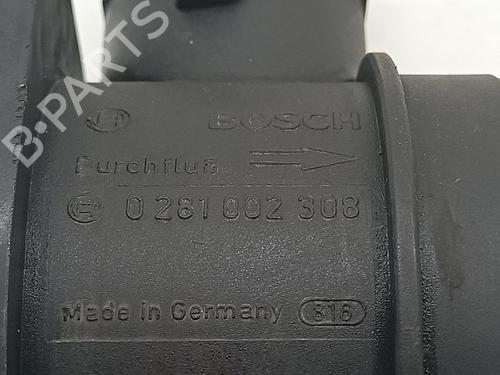 B-PARTS
BOSCH
Durchfluß
0 281 002 308
Made in Germany 816